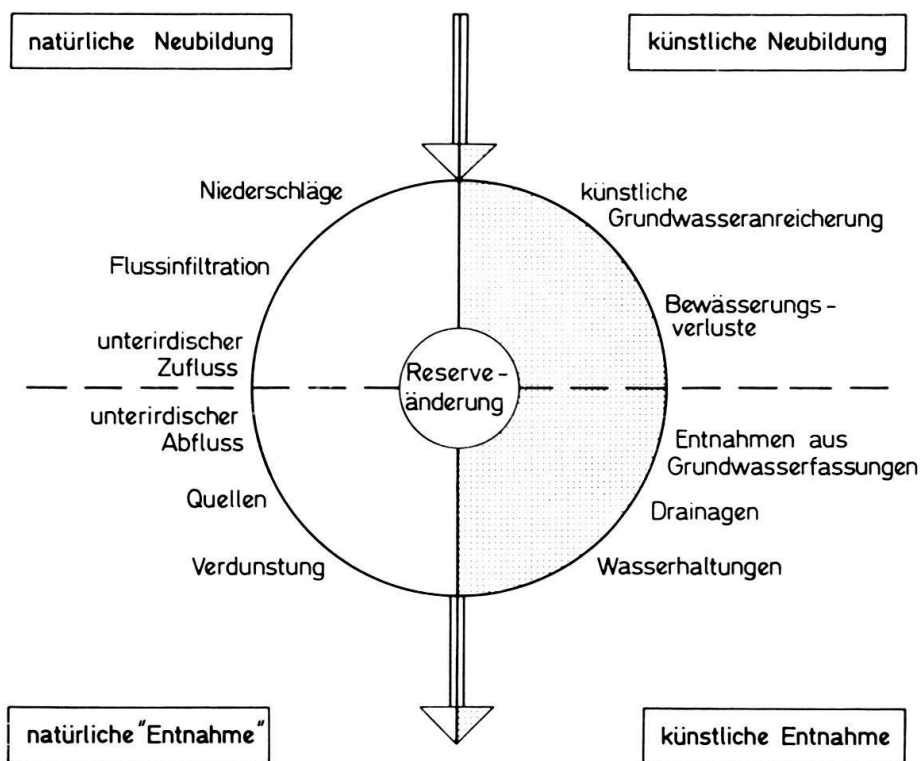 natürliche Neubildung
künstliche Neubildung
Niederschläge
künstliche
Grundwasseranreicherung
Flussinfiltration
Bewässerungs-
verluste
unterirdischer
Zufluss
Reserve-
änderung
unterirdischer
Abfluss
Entnahmen aus
Grundwasserfassungen
Quellen
Drainagen
Verdunstung
Wasserhaltungen
natürliche "Entnahme"
künstliche Entnahme